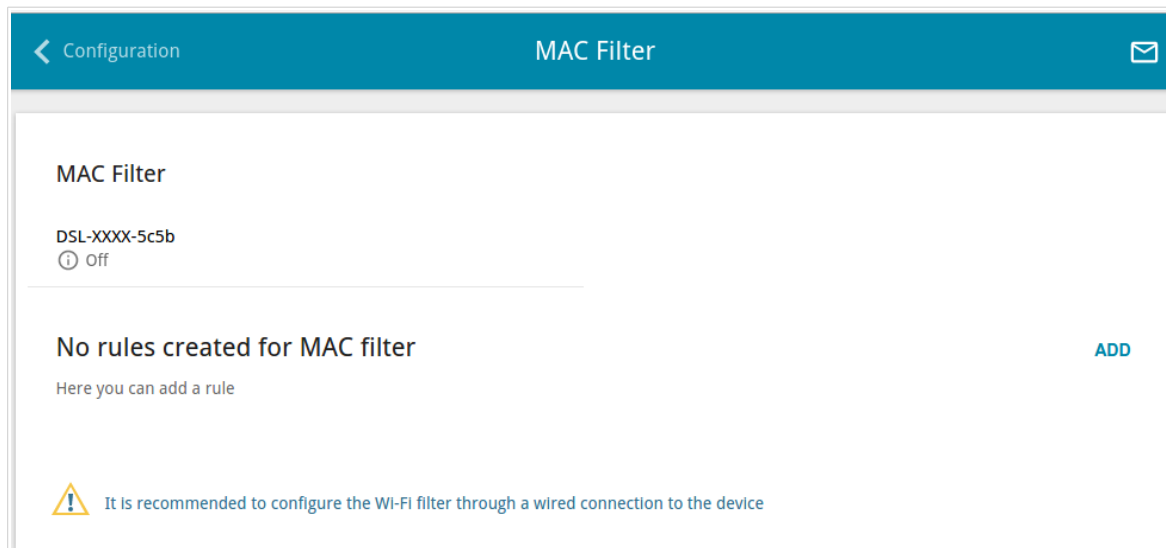 Configuration
MAC Filter
MAC Filter
DSL-XXXX-5c5b
Off
No rules created for MAC filter
ADD
Here you can add a rule
It is recommended to configure the Wi-Fi filter through a wired connection to the device